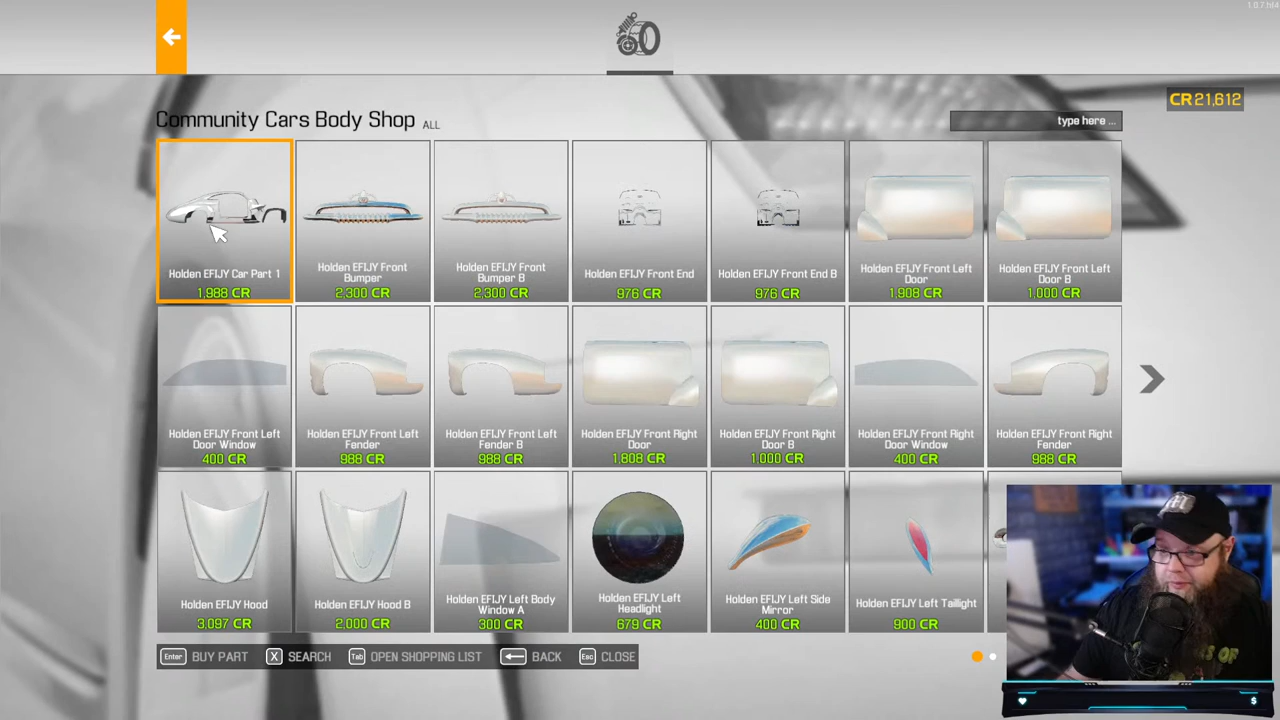 1.0.7.hf4
CR 21,612
Community Cars Body Shop ALL
type here ...
Holden EFIJY Car Part 1
1,988 CR
Holden EFIJY Front
Bumper
2,300 CR
Holden EFIJY Front
Bumper B
2,300 CR
Holden EFIJY Front End
976 CR
Holden EFIJY Front End B
976 CR
Holden EFIJY Front Left
Door
1,908 CR
Holden EFIJY Front Left
Door B
1,000 CR
Holden EFIJY Front Left
Door Window
400 CR
Holden EFIJY Front Left
Fender
988 CR
Holden EFIJY Front Left
Fender B
988 CR
Holden EFIJY Front Right
Door
1,808 CR
Holden EFIJY Front Right
Door B
1,000 CR
Holden EFIJY Front Right
Door Window
400 CR
Holden EFIJY Front Right
Fender
988 CR
Holden EFIJY Hood
3,097 CR
Holden EFIJY Hood B
2,000 CR
Holden EFIJY Left Body
Window A
300 CR
Holden EFIJY Left
Headlight
679 CR
Holden EFIJY Left Side
Mirror
400 CR
Holden EFIJY Left Taillight
900 CR
Enter BUY PART X SEARCH Tab OPEN SHOPPING LIST BACK Esc CLOSE